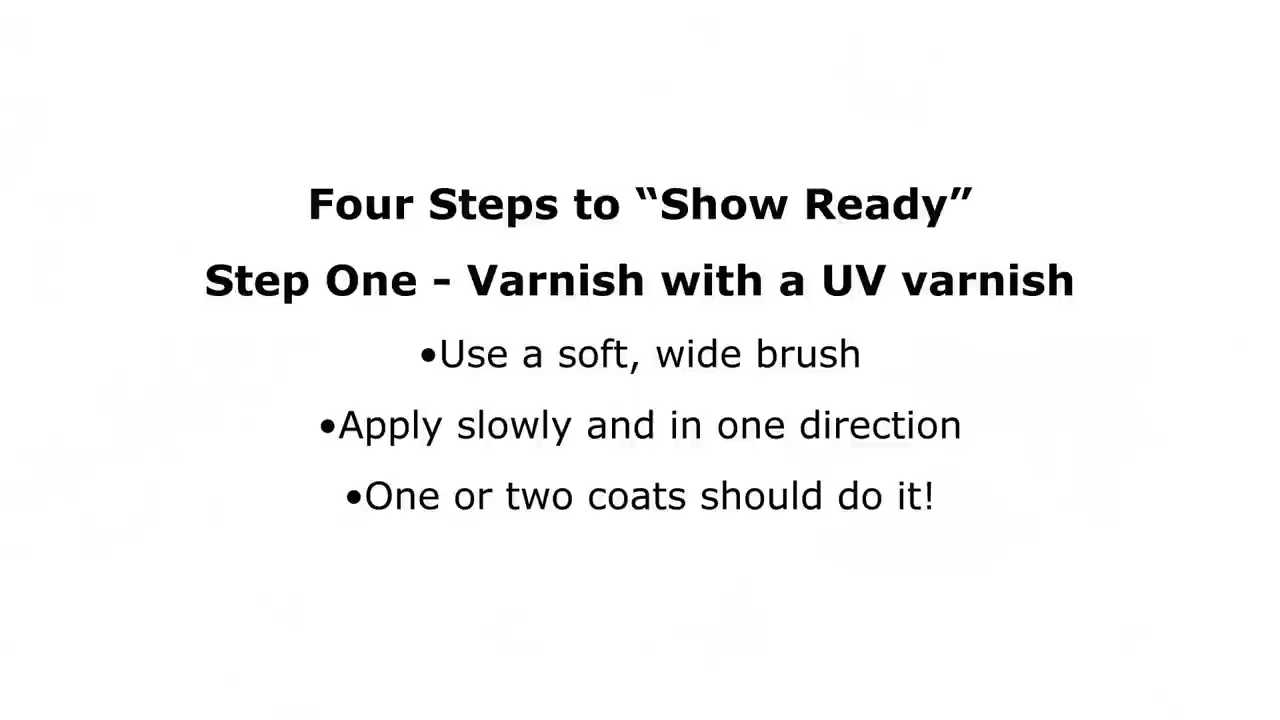 Four Steps to “Show Ready”
Step One - Varnish with a UV varnish
•Use a soft, wide brush
•Apply slowly and in one direction
•One or two coats should do it!